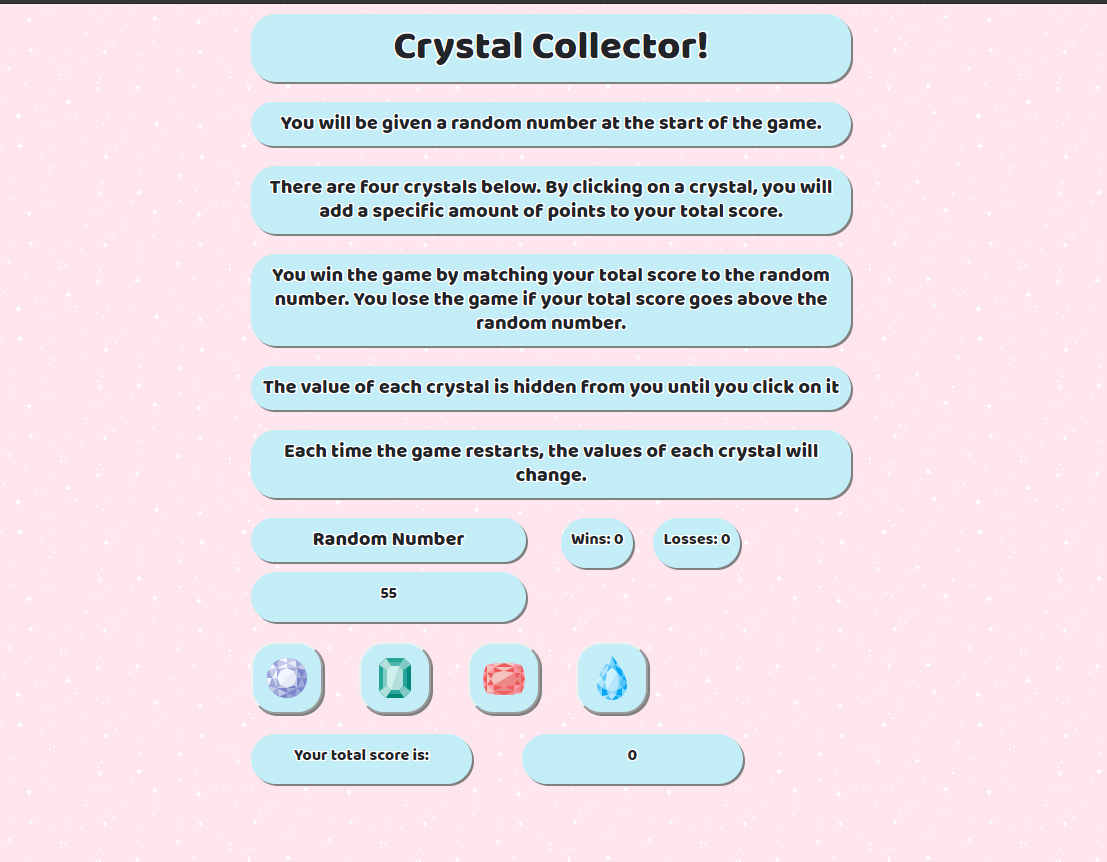 Crystal Collector!
You will be given a random number at the start of the game.
There are four crystals below. By clicking on a crystal, you will
add a specific amount of points to your total score.
You win the game by matching your total score to the random
number. You lose the game if your total score goes above the
random number.
The value of each crystal is hidden from you until you click on it
Each time the game restarts, the values of each crystal will
change.
Random Number
Wins: 0
Losses: 0
55
Your total score is:
0